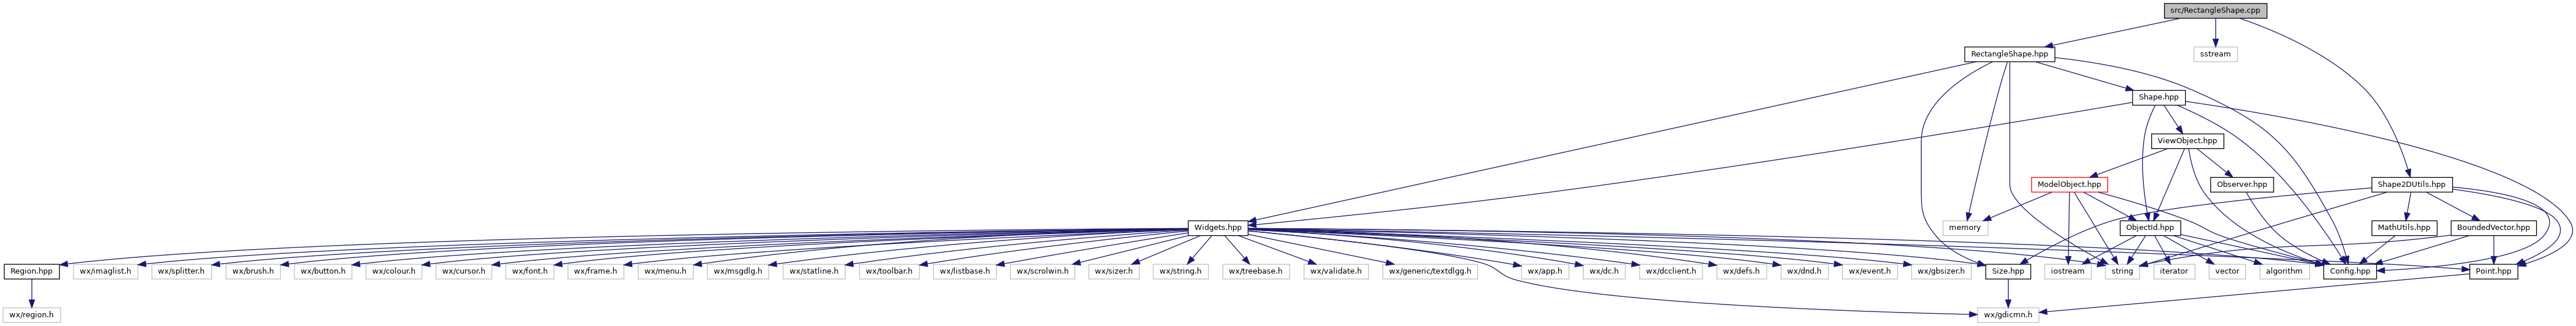 src/RectangleShape.cpp
RectangleShape.hpp
sstream
Shape.hpp
ViewObject.hpp
ModelObject.hpp
Observer.hpp
Shape2DUtils.hpp
Widgets.hpp
memory
ObjectId.hpp
MathUtils.hpp
BoundedVector.hpp
Region.hpp
wx/imaglist.h
wx/splitter.h
wx/brush.h
wx/button.h
wx/colour.h
wx/cursor.h
wx/font.h
wx/frame.h
wx/menu.h
wx/msgdlg.h
wx/statline.h
wx/toolbar.h
wx/listbase.h
wx/scrolwin.h
wx/sizer.h
wx/string.h
wx/treebase.h
wx/validate.h
wx/generic/textdlgg.h
wx/app.h
wx/dc.h
wx/dcclient.h
wx/defs.h
wx/dnd.h
wx/event.h
wx/gbsizer.h
Size.hpp
iostream
string
iterator
vector
algorithm
Config.hpp
Point.hpp
wx/region.h
wx/gdicmn.h